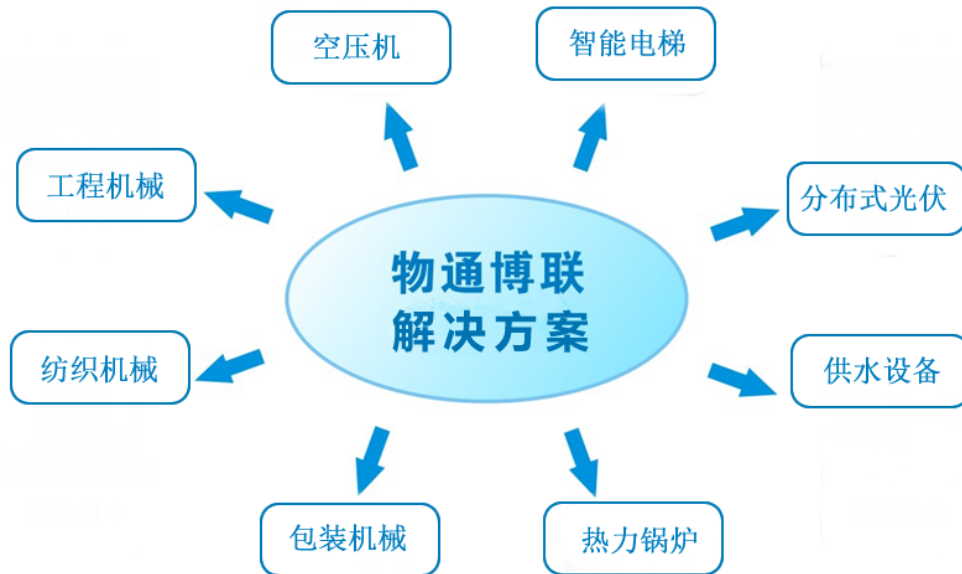 空压机
智能电梯
工程机械
分布式光伏
物通博联
解决方案
纺织机械
供水设备
包装机械
热力锅炉